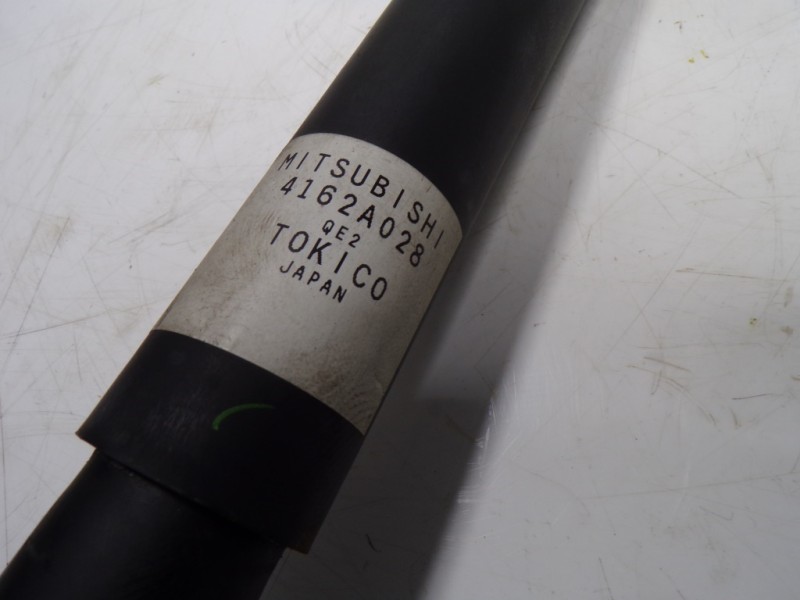 MITSUBISHI
4162A028
QE2
TOKICO
JAPAN